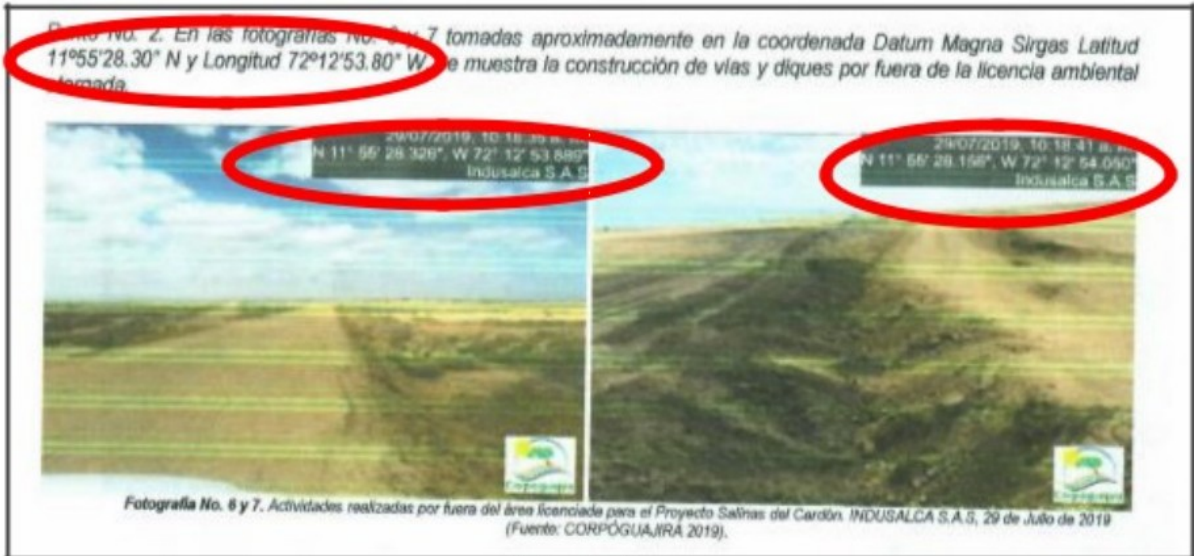 Punto No. 2. En las fotografías No. 6 y 7 tomadas aproximadamente en la coordenada Datum Magna Sirgas Latitud
11º55'28.30" N y Longitud 72º12'53.80" W se muestra la construcción de vías y diques por fuera de la licencia ambiental
29/07/2019, 10:18:35 a. m.
N 11° 55' 28.326", W 72° 12' 53.889"
Indusalca S.A.S
29/07/2019, 10:18:41 a. m.
N 11° 55' 28.156", W 72° 12' 54.050"
Indusalca S.A.S
Corpoguajira
Corpoguajira
Fotografía No. 6 y 7. Actividades realizadas por fuera del área licenciada para el Proyecto Salinas del Cardón. INDUSALCA S.A.S, 29 de Julio de 2019
(Fuente: CORPÓGUAJIRA 2019).